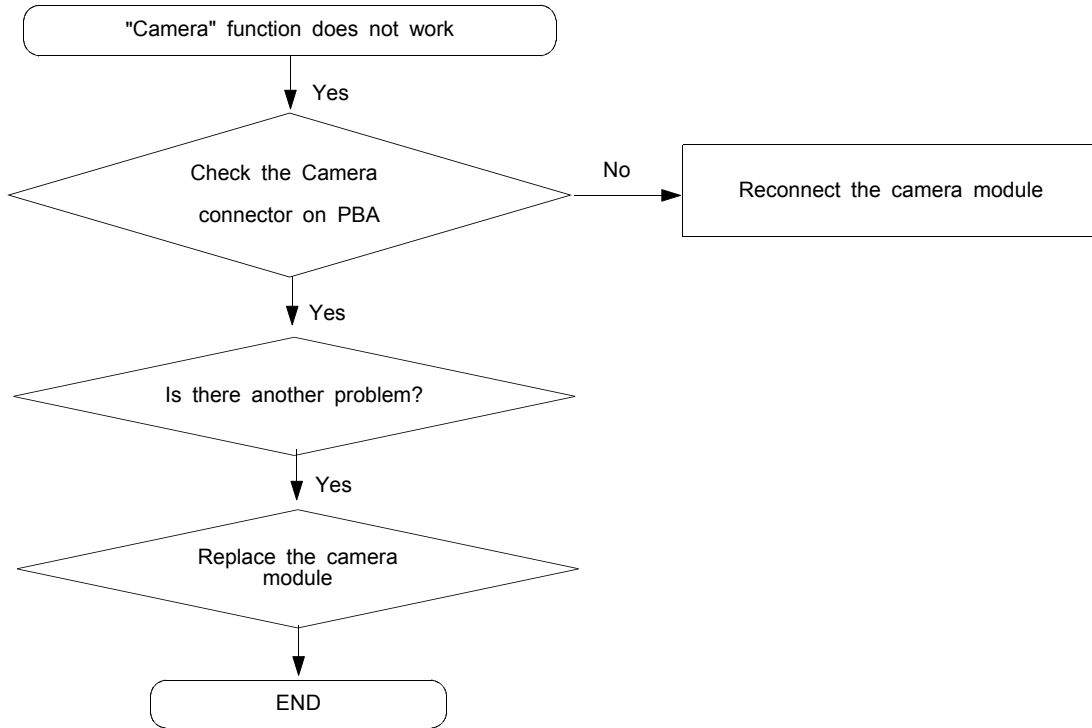 "Camera" function does not work
Yes
Check the Camera
connector on PBA
No
Reconnect the camera module
Yes
Is there another problem?
Yes
Replace the camera
module
END